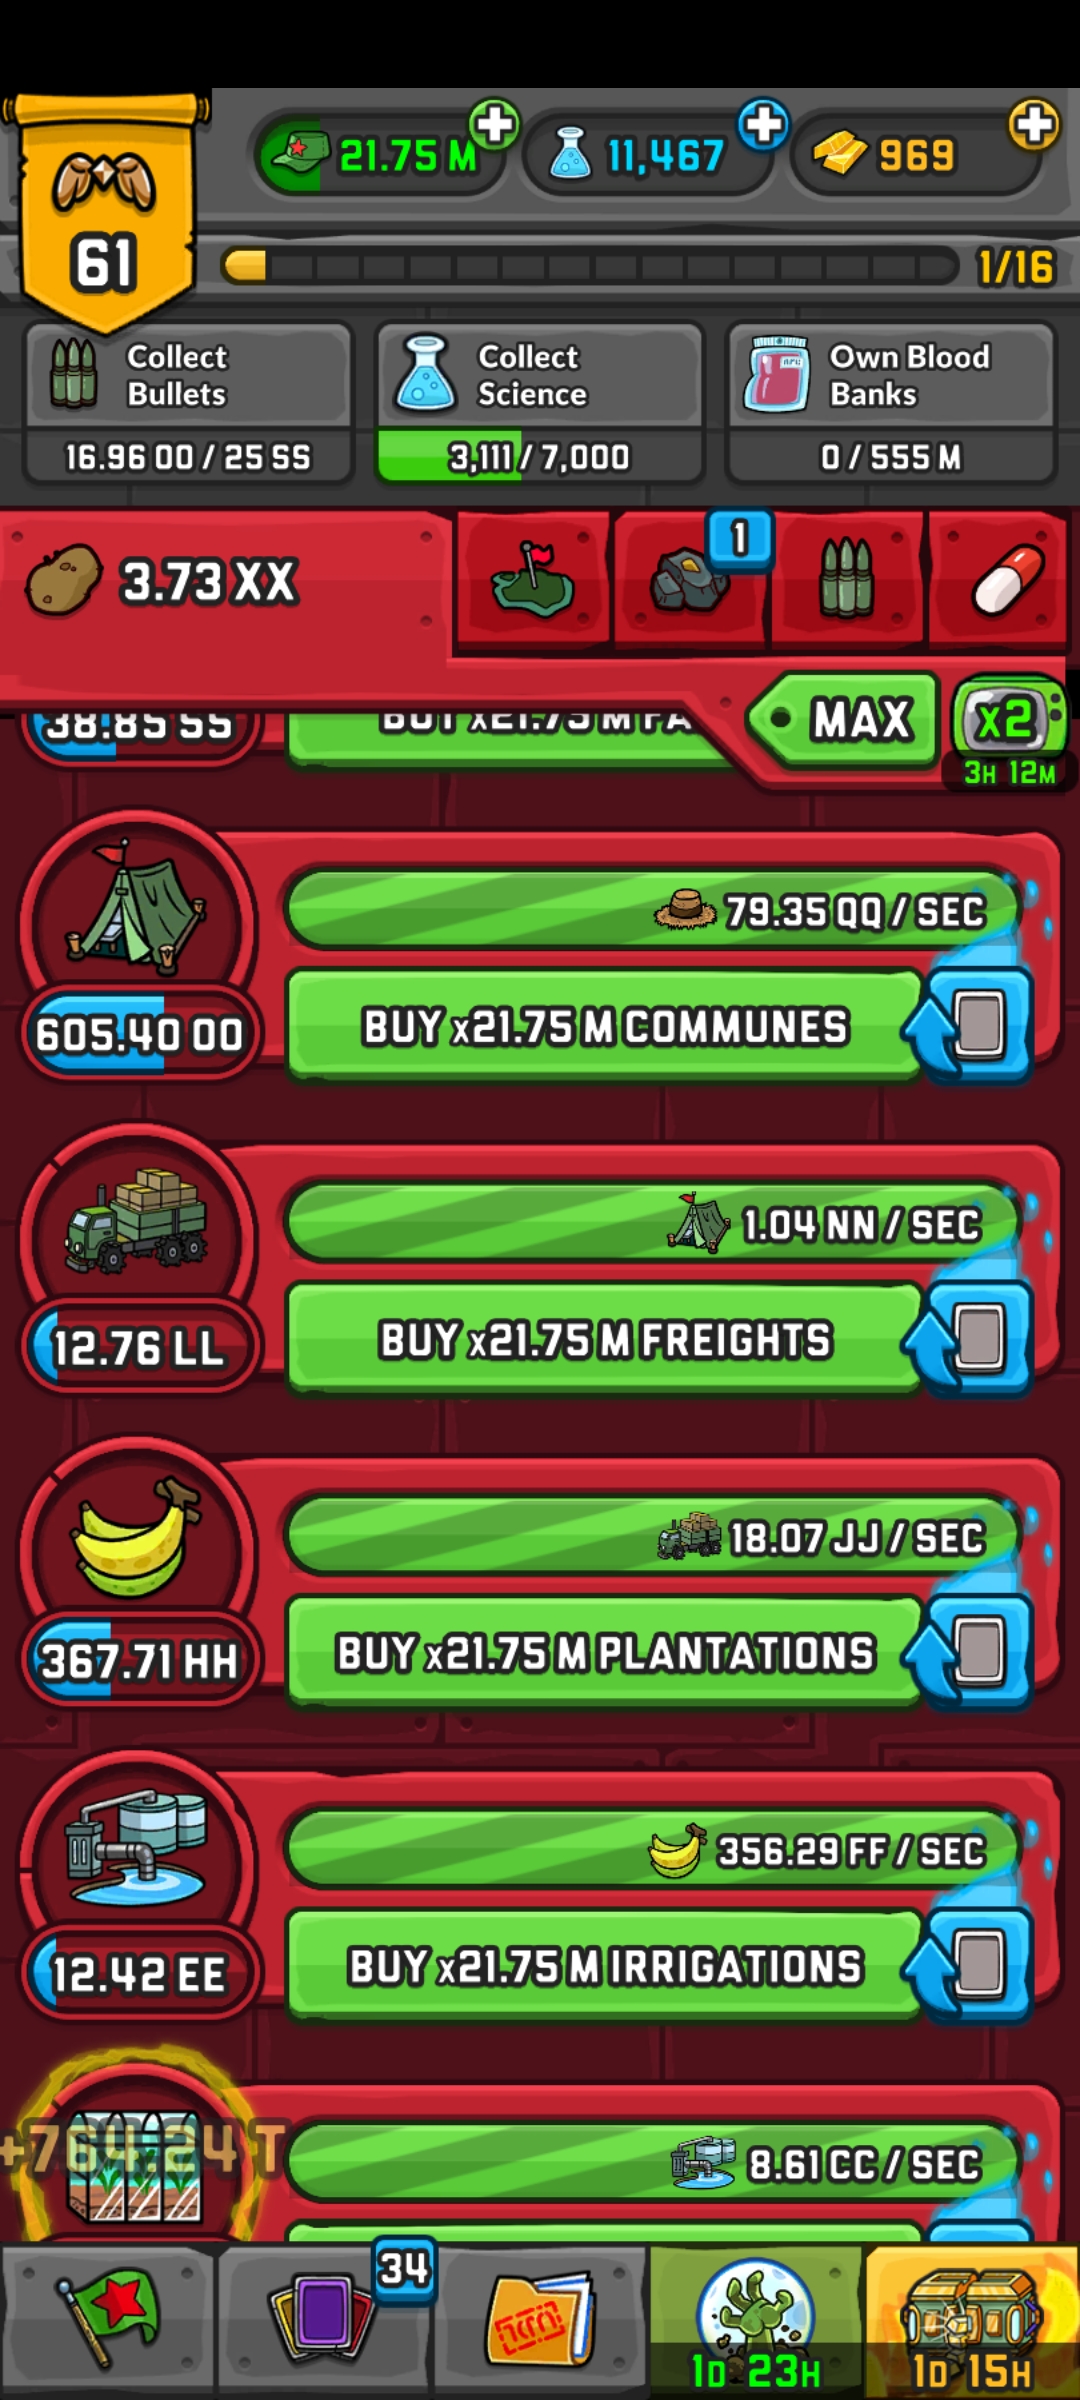 21.75 M
11,467
969
61
1/16
Collect
Bullets
16.96 OO / 25 SS
Collect
Science
3,111 / 7,000
Own Blood
Banks
0 / 555 M
3.73 XX
1
MAX
x2
3H 12M
38.85 SS
BUY x21.75 M FA
79.35 QQ / SEC
605.40 OO
BUY x21.75 M COMMUNES
1.04 NN / SEC
12.76 LL
BUY x21.75 M FREIGHTS
18.07 JJ / SEC
367.71 HH
BUY x21.75 M PLANTATIONS
356.29 FF / SEC
12.42 EE
BUY x21.75 M IRRIGATIONS
+764.24 T
8.61 CC / SEC
34
1D 23H
1D 15H